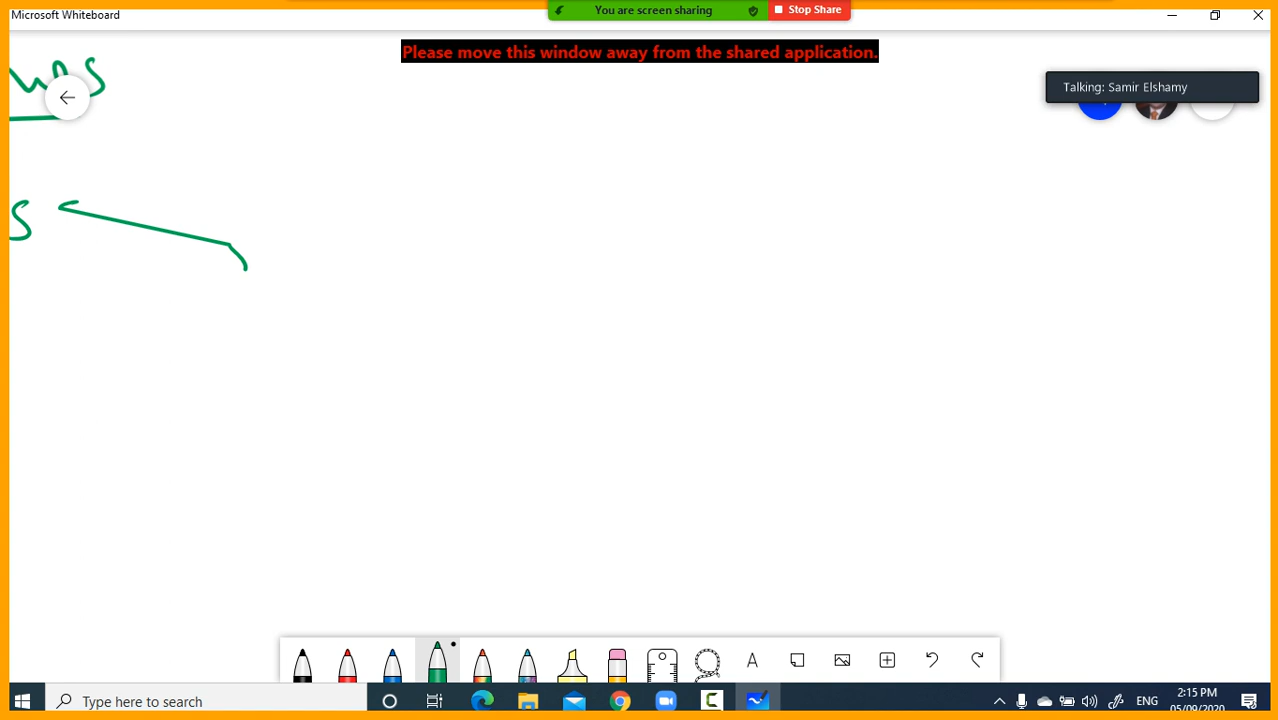 You are screen sharing
Stop Share
Microsoft Whiteboard
Please move this window away from the shared application.
Talking: Samir Elshamy
s
A
Type here to search
ENG
2:15 PM
05/09/2020